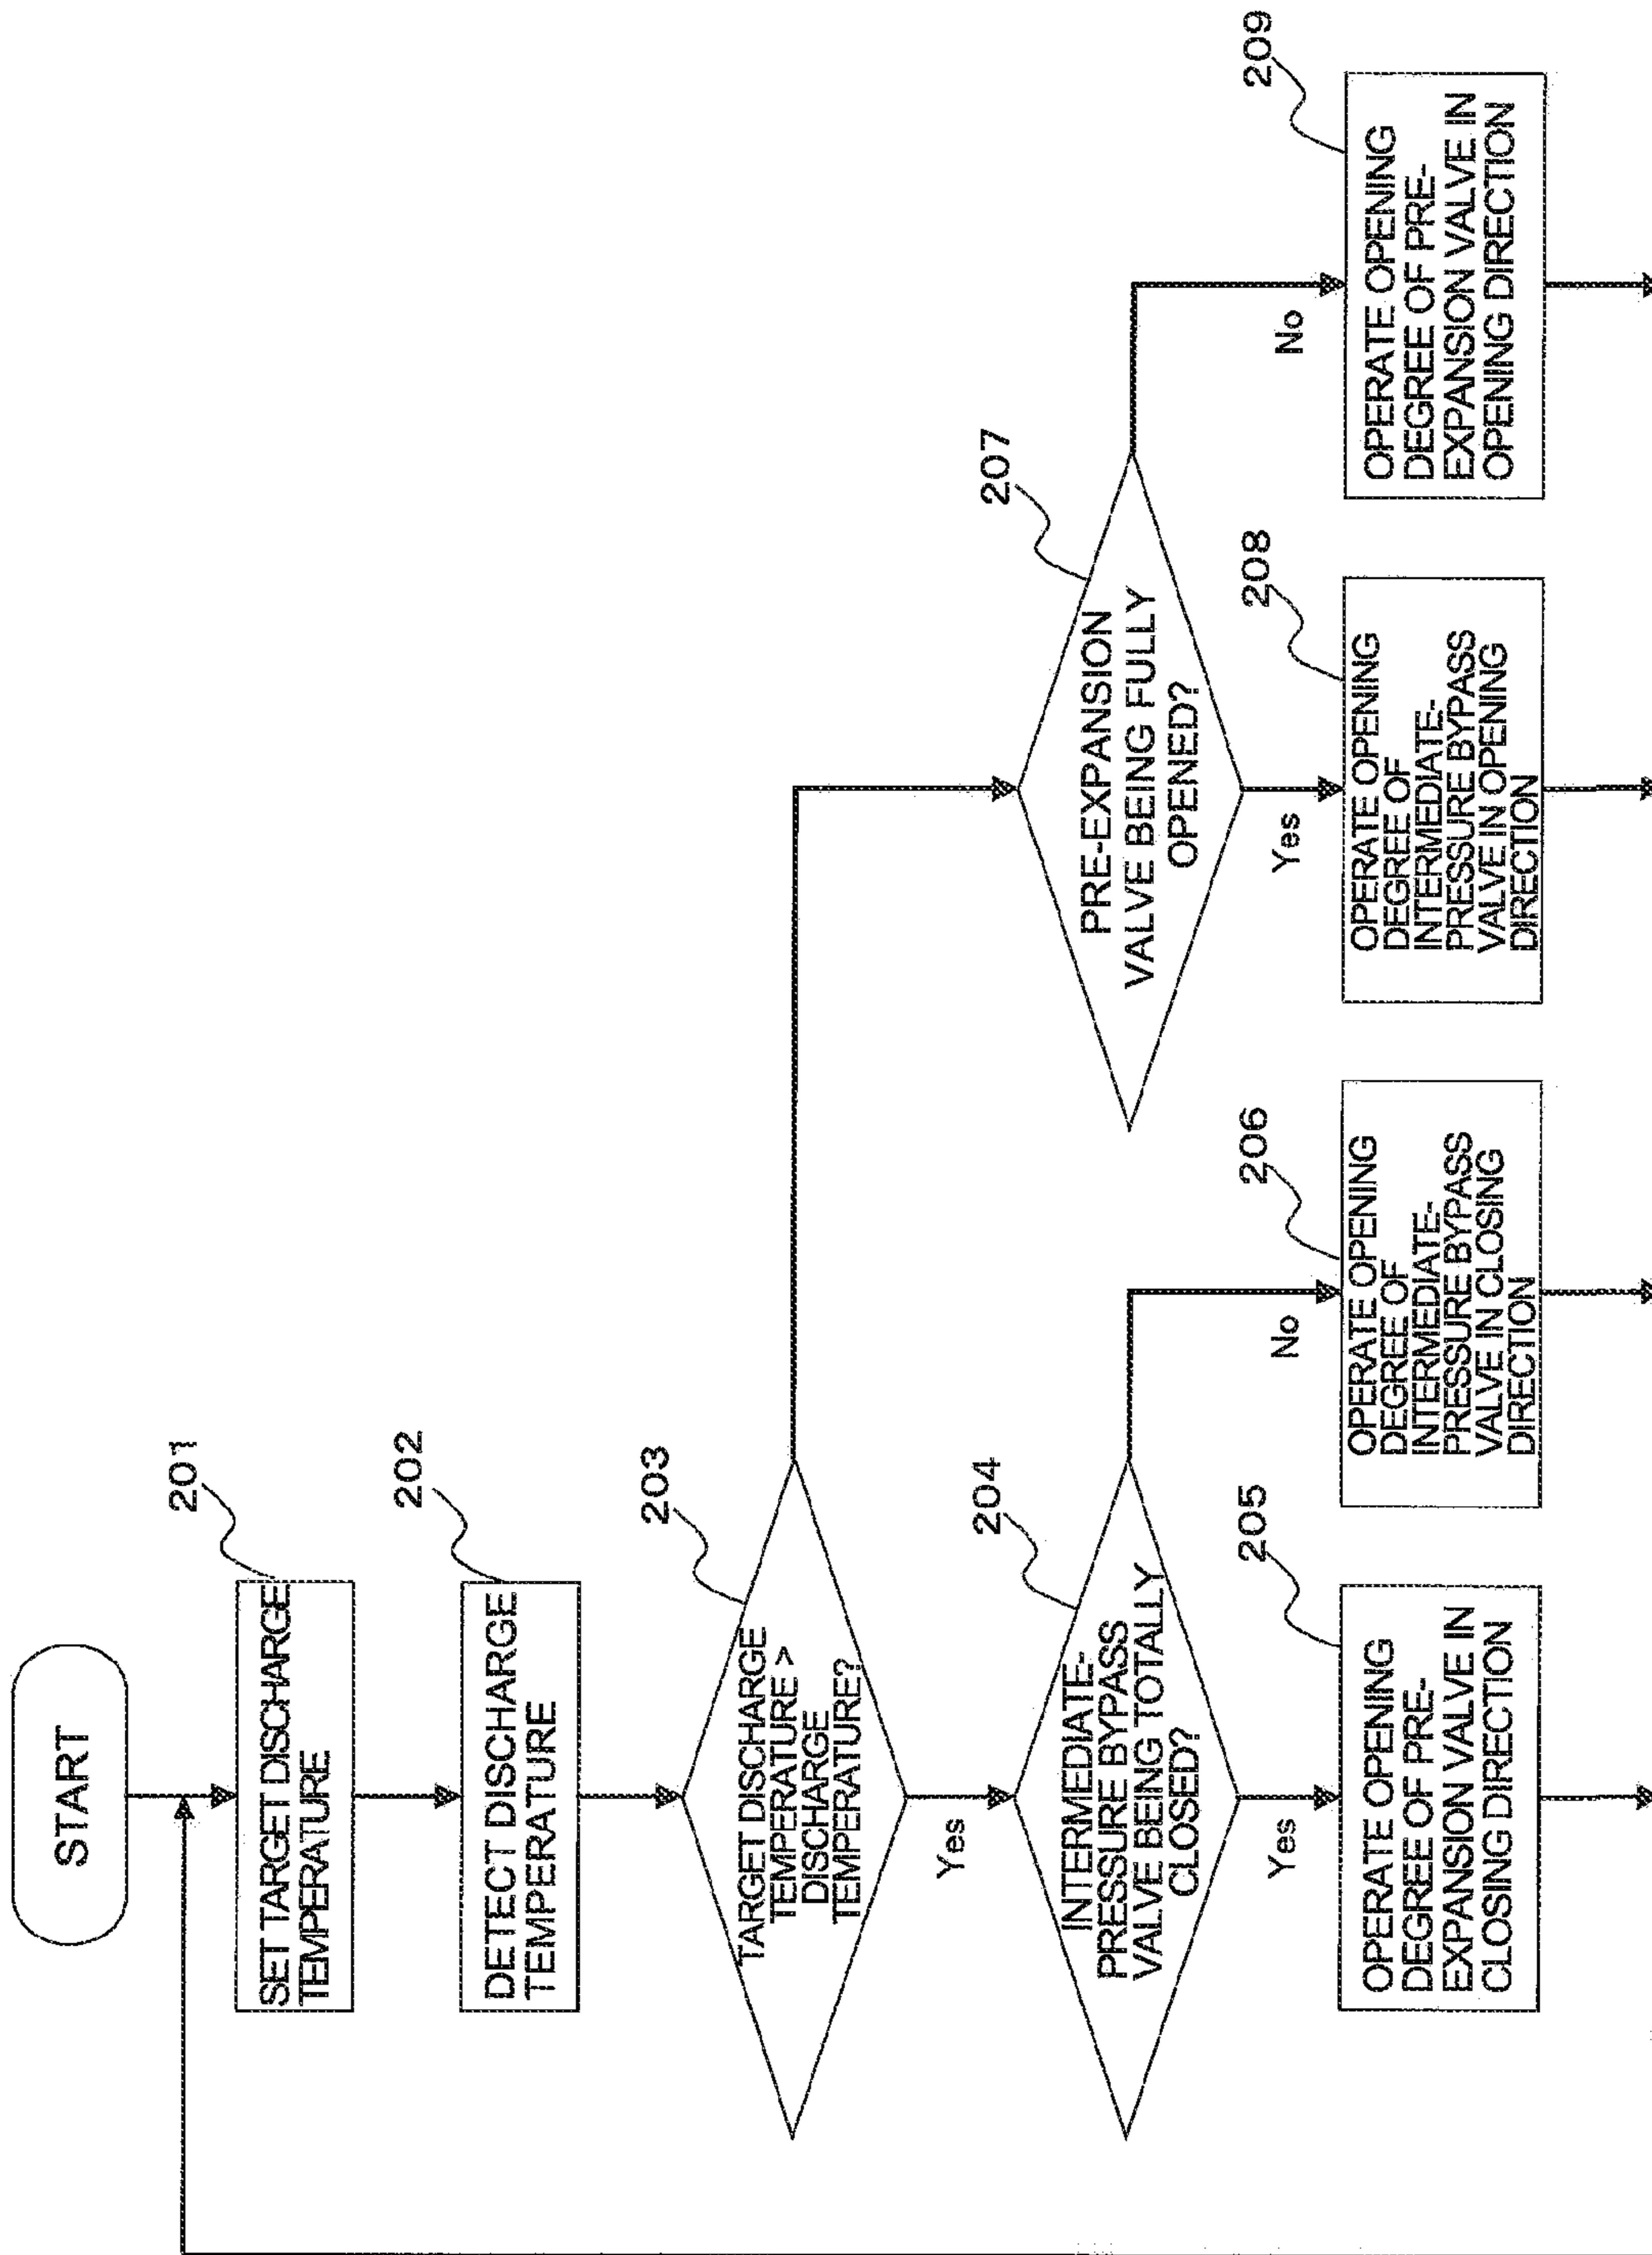 START
201
SET TARGET DISCHARGE
TEMPERATURE
202
DETECT DISCHARGE
TEMPERATURE
203
TARGET DISCHARGE
TEMPERATURE >
DISCHARGE
TEMPERATURE?
Yes
204
INTERMEDIATE-
PRESSURE BYPASS
VALVE BEING TOTALLY
CLOSED?
Yes
No
205
OPERATE OPENING
DEGREE OF PRE-
EXPANSION VALVE IN
CLOSING DIRECTION
206
OPERATE OPENING
DEGREE OF
INTERMEDIATE-
PRESSURE BYPASS
VALVE IN CLOSING
DIRECTION
207
PRE-EXPANSION
VALVE BEING FULLY
OPENED?
Yes
No
208
OPERATE OPENING
DEGREE OF
INTERMEDIATE-
PRESSURE BYPASS
VALVE IN OPENING
DIRECTION
209
OPERATE OPENING
DEGREE OF PRE-
EXPANSION VALVE IN
OPENING DIRECTION